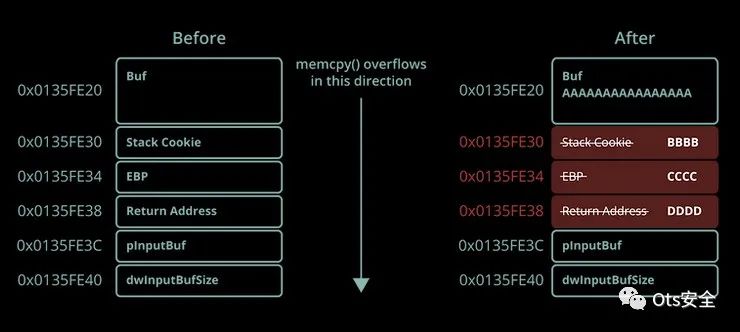 Before
0x0135FE20
Buf
0x0135FE30
Stack Cookie
0x0135FE34
EBP
0x0135FE38
Return Address
0x0135FE3C
pInputBuf
0x0135FE40
dwInputBufSize
memcpy() overflows
in this direction
After
0x0135FE20
Buf
AAAAAAAAAAAAAAAA
0x0135FE30
Stack Cookie BBBB
0x0135FE34
EBP CCCC
0x0135FE38
Return Address DDDD
0x0135FE3C
pInputBuf
0x0135FE40
dwInputBufSize
Ots安全